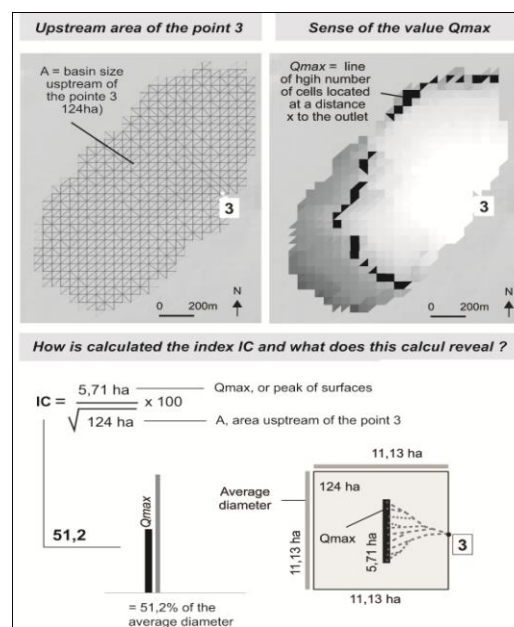 Upstream area of the point 3
A = basin size
uspstream of
the pointe 3
124ha)
3
N
0 200m
Sense of the value Qmax
Qmax = line
of hgih number
of cells located
at a distance
x to the outlet
3
N
0 200m
How is calculated the index IC and what does this calcul reveal ?
IC = 5,71 ha / √124 ha x 100
Qmax, or peak of surfaces
A, area uspstream of the point 3
51,2
Qmax
= 51,2% of the
average diameter
11,13 ha
Average
diameter
124 ha
Qmax
11,13 ha
5,71 ha
3
11,13 ha